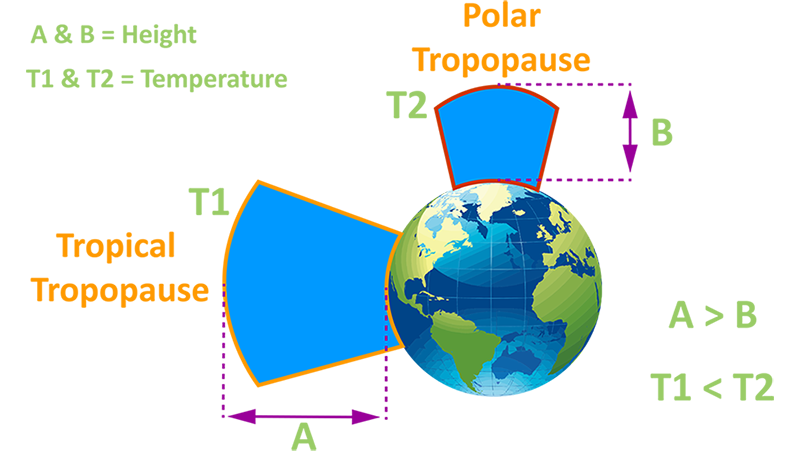 A & B = Height
T1 & T2 = Temperature
Polar
Tropopause
T2
B
T1
Tropical
Tropopause
A > B
T1 < T2
A